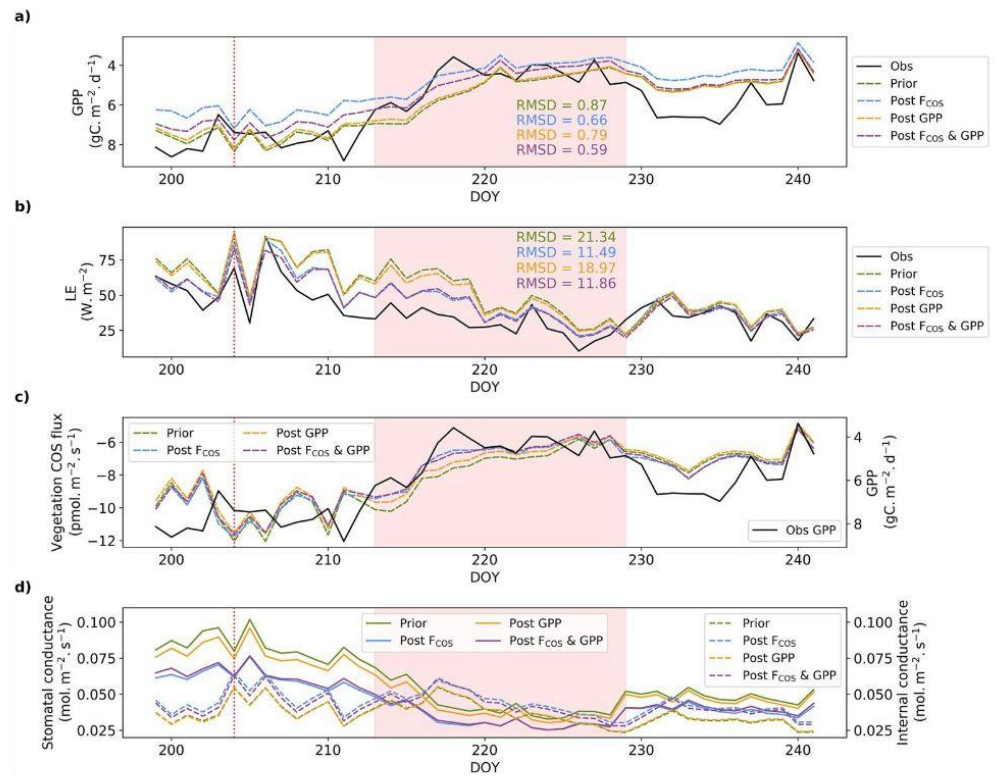 a)
GPP
(gC. m⁻². d⁻¹)
4
6
8
RMSD = 0.87
RMSD = 0.66
RMSD = 0.79
RMSD = 0.59
200
210
220
230
240
DOY
Obs
Prior
Post F_COS
Post GPP
Post F_COS & GPP
b)
LE
(W. m⁻²)
75
50
25
RMSD = 21.34
RMSD = 11.49
RMSD = 18.97
RMSD = 11.86
200
210
220
230
240
DOY
Obs
Prior
Post F_COS
Post GPP
Post F_COS & GPP
c)
Vegetation COS flux
(pmol. m⁻². s⁻¹)
−6
−8
−10
−12
Prior
Post F_COS
Post GPP
Post F_COS & GPP
Obs GPP
4
6
8
GPP
(gC. m⁻². d⁻¹)
200
210
220
230
240
DOY
d)
Stomatal conductance
(mol. m⁻². s⁻¹)
0.100
0.075
0.050
0.025
Prior
Post F_COS
Post GPP
Post F_COS & GPP
Prior
Post F_COS
Post GPP
Post F_COS & GPP
0.100
0.075
0.050
0.025
Internal conductance
(mol. m⁻². s⁻¹)
200
210
220
230
240
DOY